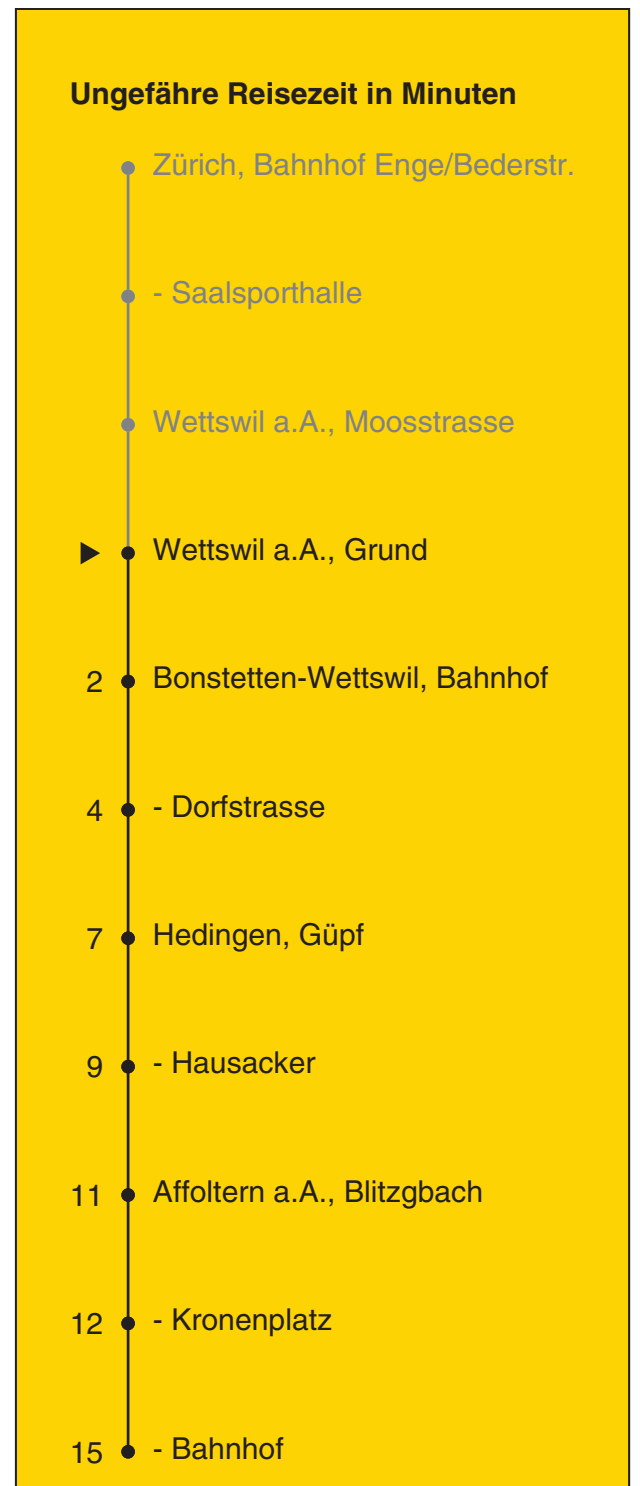 Ungefähre Reisezeit in Minuten
Zürich, Bahnhof Enge/Bederstr.
- Saalsporthalle
Wettswil a.A., Moosstrasse
Wettswil a.A., Grund
2 Bonstetten-Wettswil, Bahnhof
4 - Dorfstrasse
7 Hedingen, Güpf
9 - Hausacker
11 Affoltern a.A., Blitzgbach
12 - Kronenplatz
15 - Bahnhof